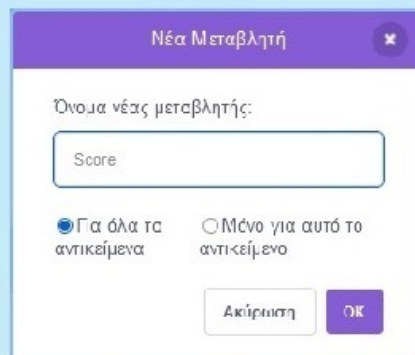 Νέα Μεταβλητή
Όνομα νέας μεταβλητής:
Score
Για όλα τα αντικείμενα
Μόνο για αυτό το αντικείμενο
Ακύρωση
OK